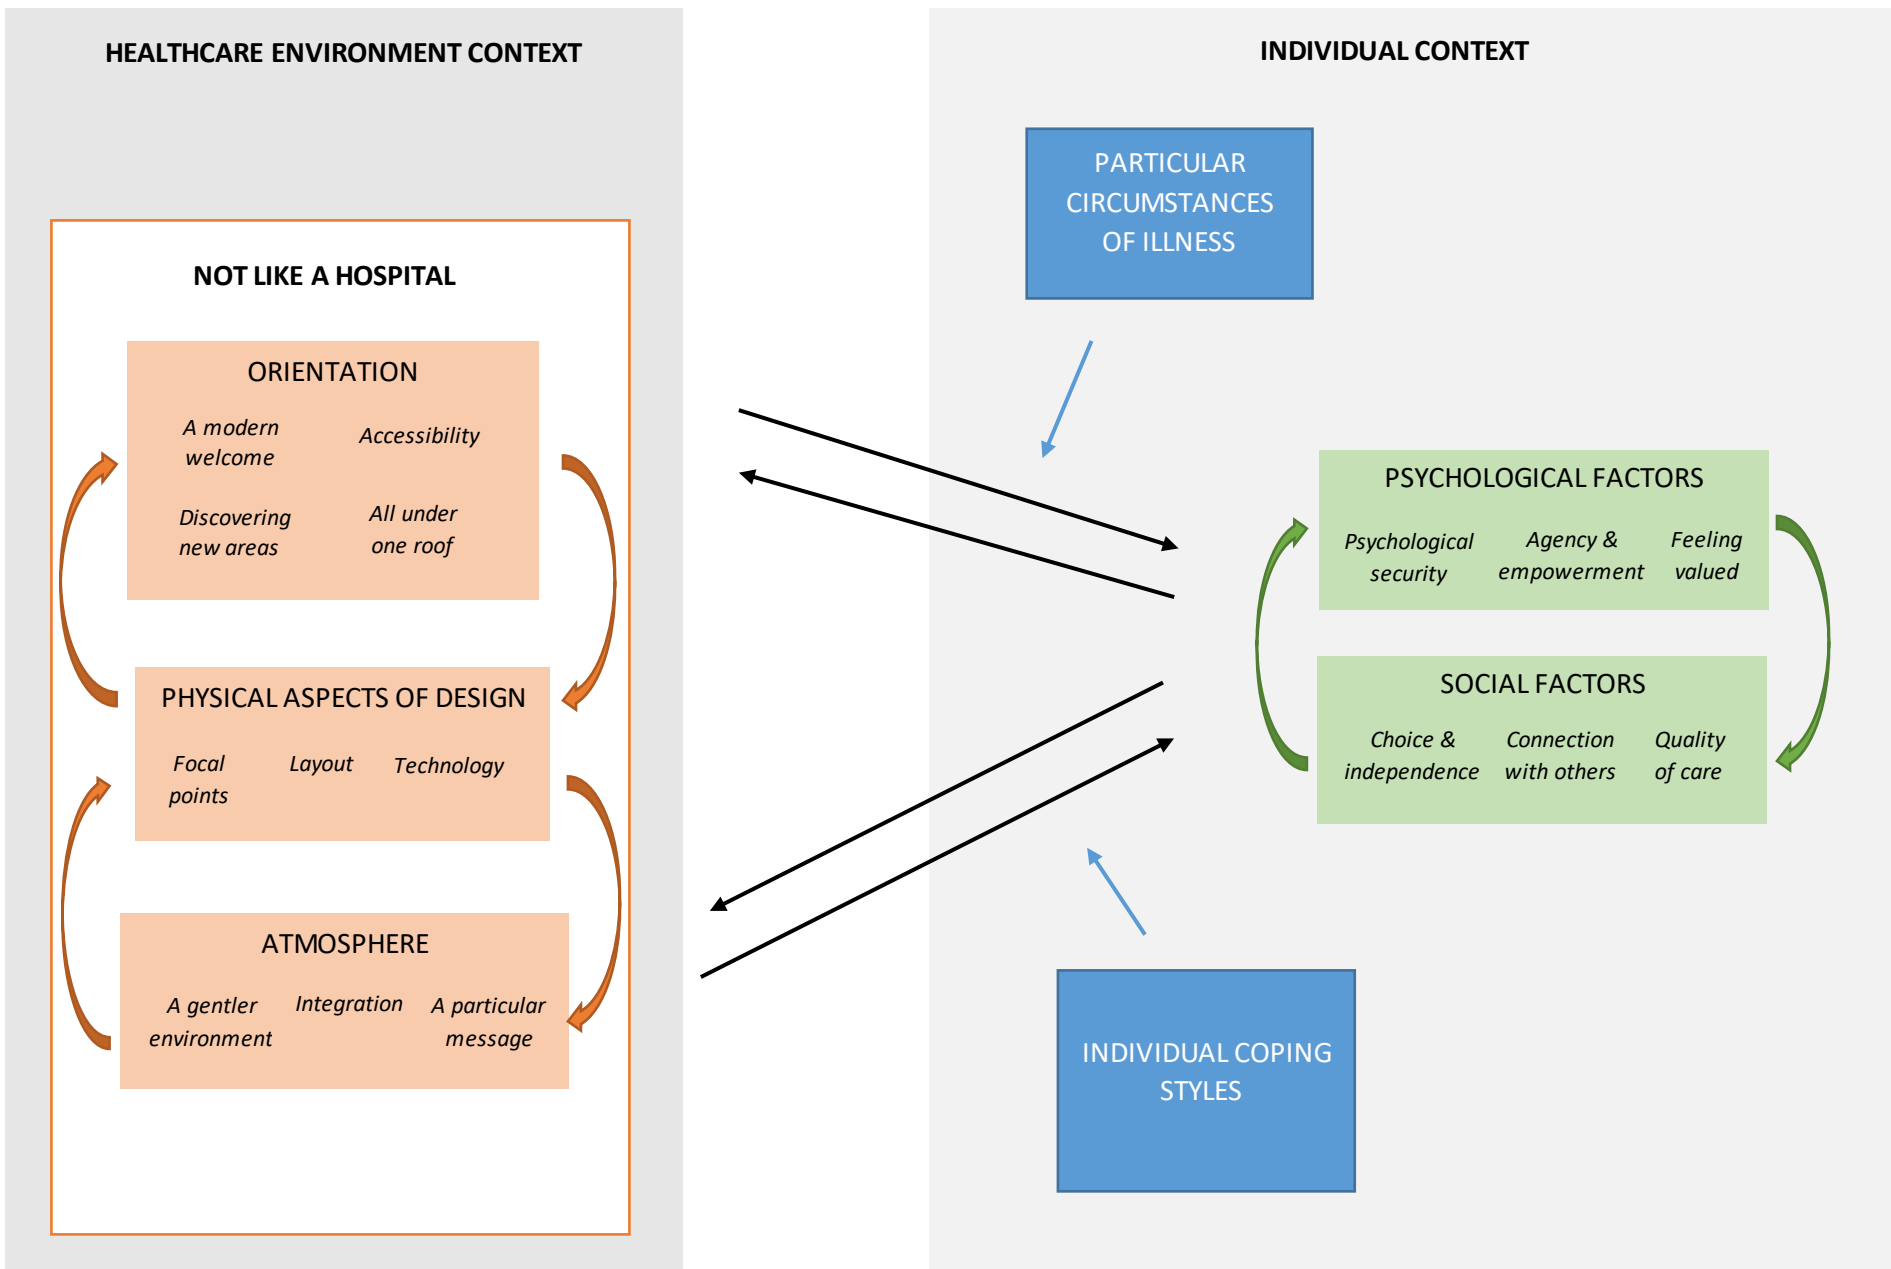 HEALTHCARE ENVIRONMENT CONTEXT
NOT LIKE A HOSPITAL
ORIENTATION
A modern
welcome
Accessibility
Discovering
new areas
All under
one roof
PHYSICAL ASPECTS OF DESIGN
Focal
points
Layout
Technology
ATMOSPHERE
A gentler
environment
Integration
A particular
message
INDIVIDUAL CONTEXT
PARTICULAR
CIRCUMSTANCES
OF ILLNESS
PSYCHOLOGICAL FACTORS
Psychological
security
Agency &
empowerment
Feeling
valued
SOCIAL FACTORS
Choice &
independence
Connection
with others
Quality
of care
INDIVIDUAL COPING
STYLES